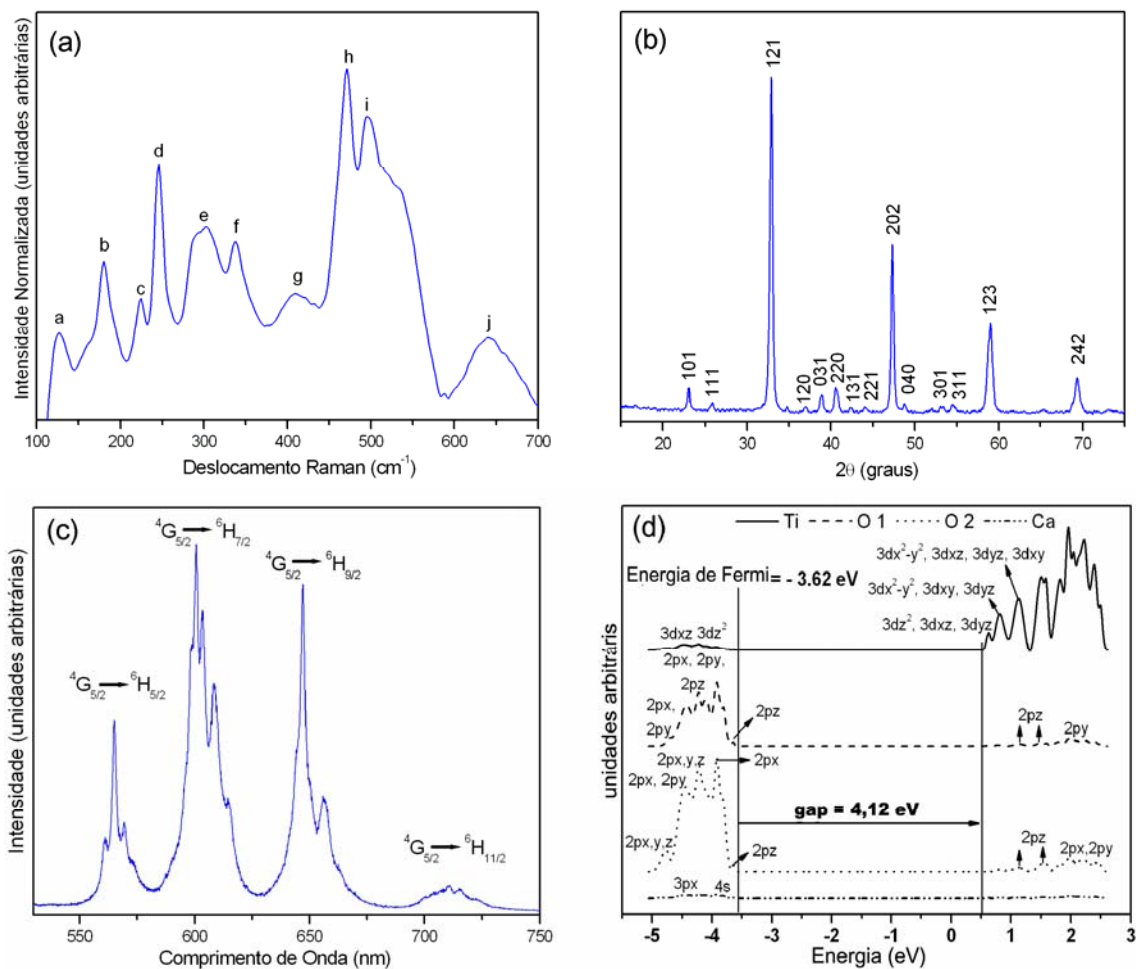 (a)
Intensidade Normalizada (unidades arbitrárias)
a
b
c
d
e
f
g
h
i
j
100 200 300 400 500 600 700
Deslocamento Raman (cm⁻¹)
(b)
101
111
121
120
031
220
131
221
202
040
301
311
123
242
20 30 40 50 60 70
2θ (graus)
(c)
Intensidade (unidades arbitrárias)
⁴G₅/₂ → ⁶H₅/₂
⁴G₅/₂ → ⁶H₇/₂
⁴G₅/₂ → ⁶H₉/₂
⁴G₅/₂ → ⁶H₁₁/₂
550 600 650 700 750
Comprimento de Onda (nm)
(d)
Ti O 1 O 2 Ca
unidades arbitráris
Energia de Fermi = - 3.62 eV
3dx²-y², 3dxz, 3dyz, 3dxy
3dx²-y², 3dxy, 3dyz
3dz², 3dxz, 3dyz
3dxz 3dz²
2px, 2py,
2pz
2px,
2py
2pz
2pz
2py
2px,y,z
2px
2px, 2py
gap = 4,12 eV
2px,y,z
2pz
2pz
2px,2py
3px 4s
-5 -4 -3 -2 -1 0 1 2 3
Energia (eV)